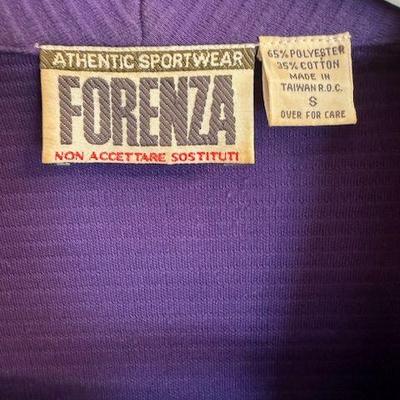 ATHENTIC SPORTWEAR
FORENZA
NON ACCETTARE SOSTITUTI
65% POLYESTER
35% COTTON
MADE IN
TAIWAN R.O.C.
S
OVER FOR CARE